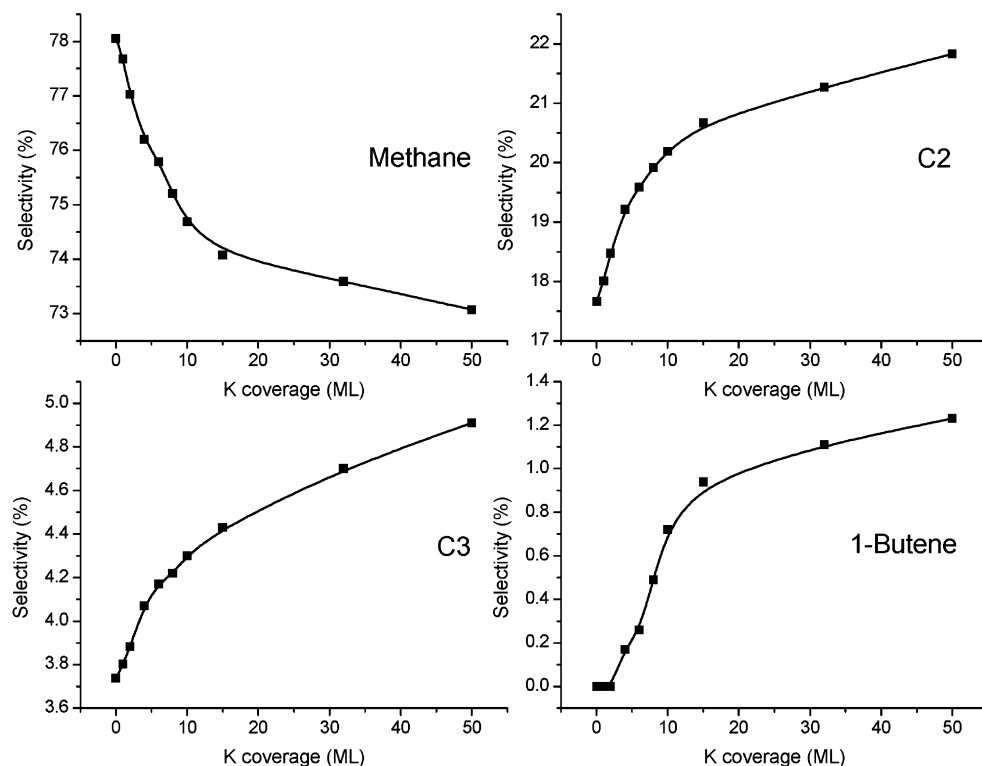 Selectivity (%)
78
77
76
75
74
73
Methane
0 10 20 30 40 50
K coverage (ML)
Selectivity (%)
22
21
20
19
18
17
C2
0 10 20 30 40 50
K coverage (ML)
Selectivity (%)
5.0
4.8
4.6
4.4
4.2
4.0
3.8
3.6
C3
0 10 20 30 40 50
K coverage (ML)
Selectivity (%)
1.4
1.2
1.0
0.8
0.6
0.4
0.2
0.0
1-Butene
0 10 20 30 40 50
K coverage (ML)